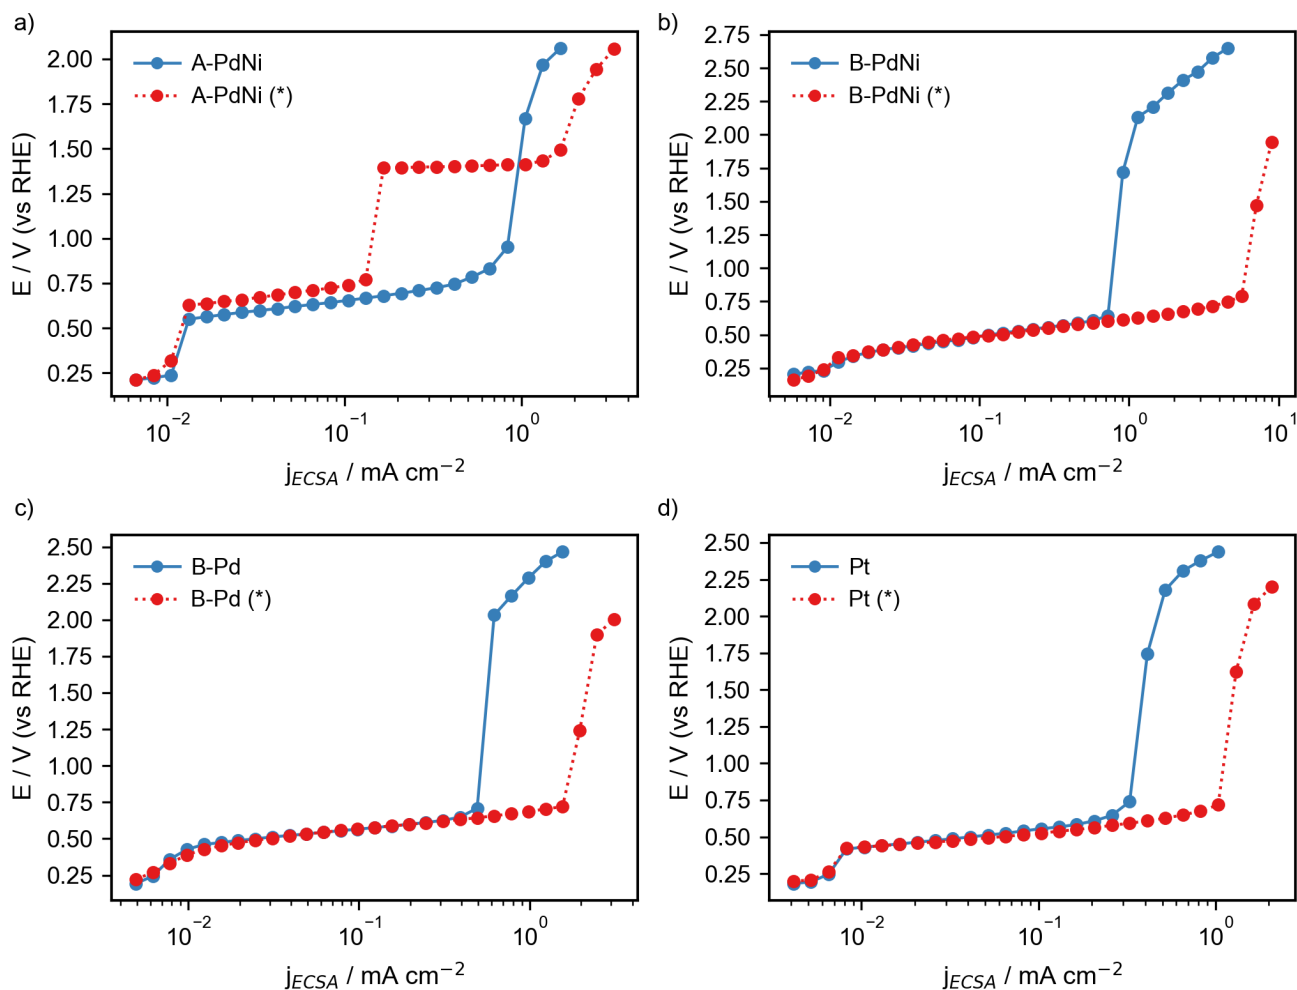 a)
A-PdNi
A-PdNi (*)
2.00
1.75
1.50
1.25
1.00
0.75
0.50
0.25
E / V (vs RHE)
10⁻² 10⁻¹ 10⁰
j_ECSA / mA cm⁻²
b)
B-PdNi
B-PdNi (*)
2.75
2.50
2.25
2.00
1.75
1.50
1.25
1.00
0.75
0.50
0.25
E / V (vs RHE)
10⁻² 10⁻¹ 10⁰ 10¹
j_ECSA / mA cm⁻²
c)
B-Pd
B-Pd (*)
2.50
2.25
2.00
1.75
1.50
1.25
1.00
0.75
0.50
0.25
E / V (vs RHE)
10⁻² 10⁻¹ 10⁰
j_ECSA / mA cm⁻²
d)
Pt
Pt (*)
2.50
2.25
2.00
1.75
1.50
1.25
1.00
0.75
0.50
0.25
E / V (vs RHE)
10⁻² 10⁻¹ 10⁰
j_ECSA / mA cm⁻²